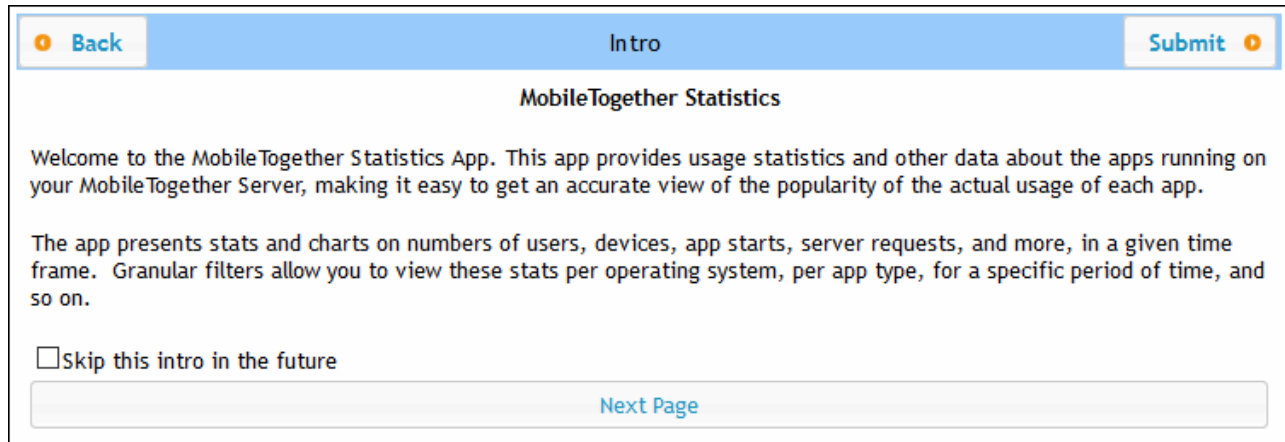 Back Intro Submit
MobileTogether Statistics
Welcome to the MobileTogether Statistics App. This app provides usage statistics and other data about the apps running on
your MobileTogether Server, making it easy to get an accurate view of the popularity of the actual usage of each app.
The app presents stats and charts on numbers of users, devices, app starts, server requests, and more, in a given time
frame. Granular filters allow you to view these stats per operating system, per app type, for a specific period of time, and
so on.
Skip this intro in the future
Next Page